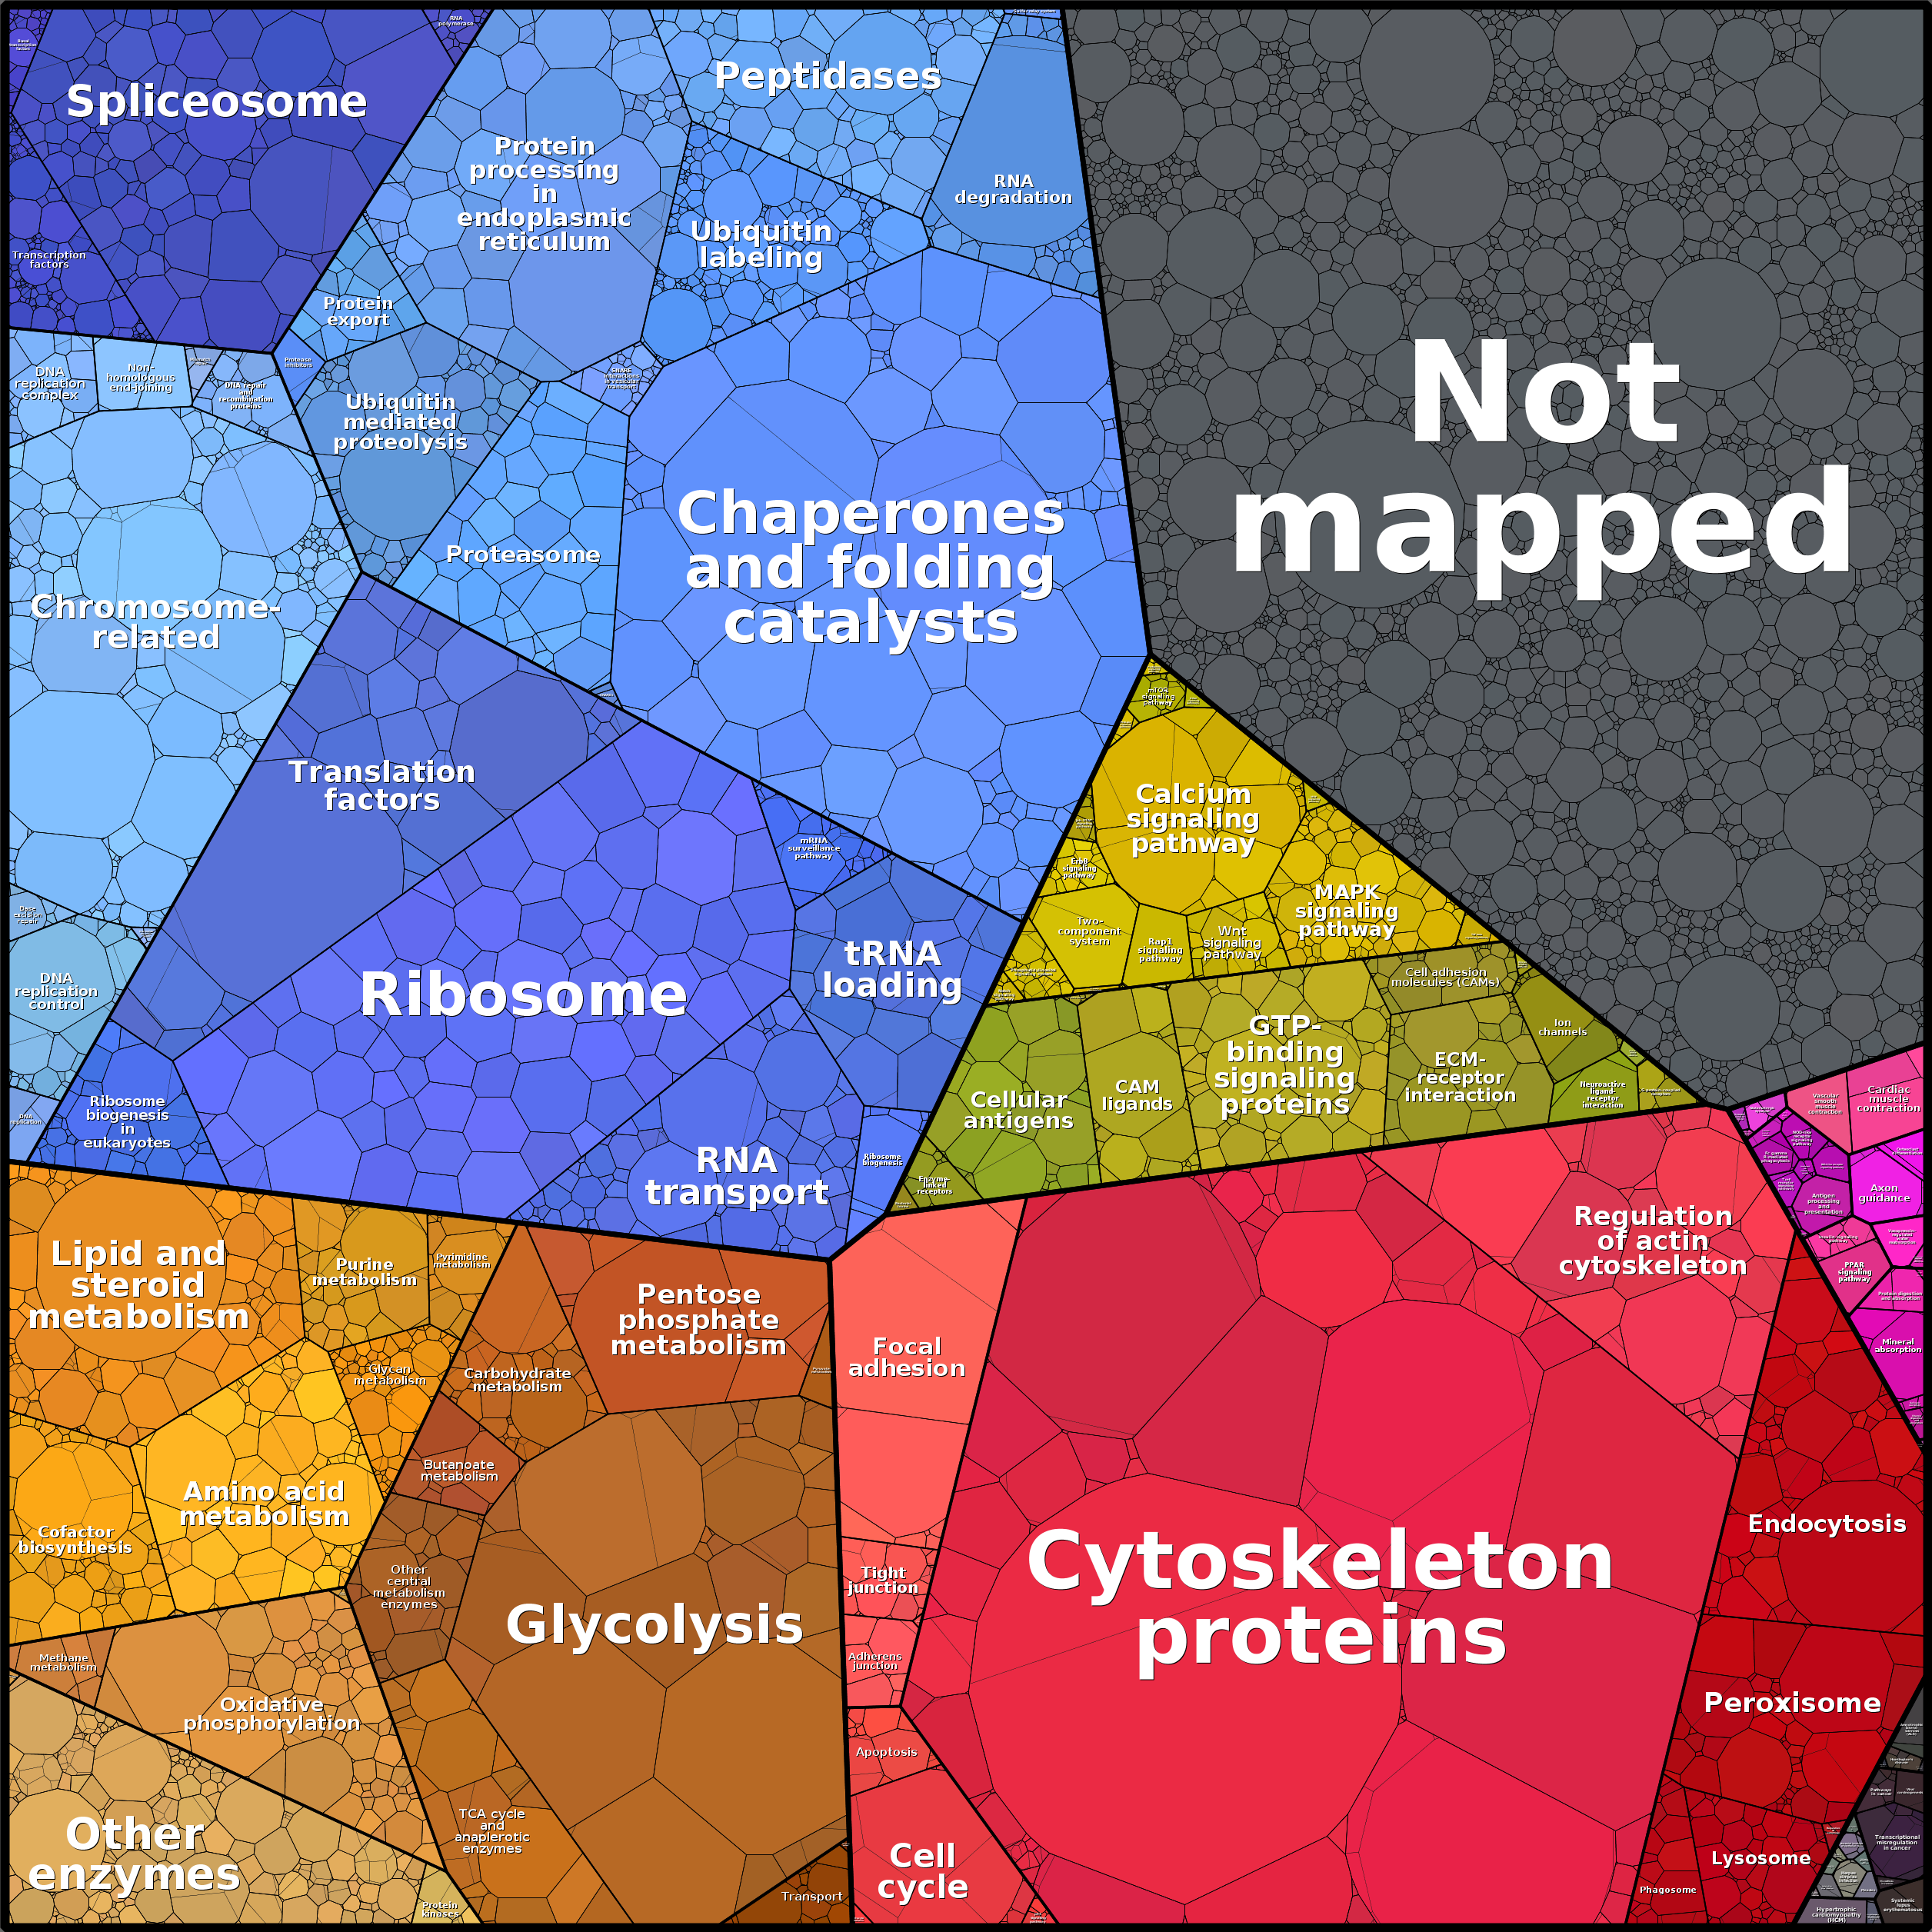 RNA
polymerase
Spliceosome
Transcription
factors
Peptidases
Protein
processing
in
endoplasmic
reticulum
RNA
degradation
Ubiquitin
labeling
Protein
export
Protease
inhibitors
SNARE
interactions
in vesicular
transport
Ubiquitin
mediated
proteolysis
Proteasome
Chaperones
and folding
catalysts
Not
mapped
DNA
replication
complex
Non-
homologous
end-joining
DNA repair
and
recombination
proteins
Chromosome-
related
Base
excision
repair
DNA
replication
control
DNA
replication
Translation
factors
mRNA
surveillance
pathway
Ribosome
tRNA
loading
Ribosome
biogenesis
in
eukaryotes
RNA
transport
Ribosome
biogenesis
mTOR
signaling
pathway
Calcium
signaling
pathway
ErbB
signaling
pathway
MAPK
signaling
pathway
Two-
component
system
Rap1
signaling
pathway
Wnt
signaling
pathway
Cell adhesion
molecules (CAMs)
Ion
channels
Cellular
antigens
CAM
ligands
GTP-
binding
signaling
proteins
ECM-
receptor
interaction
Neuroactive
ligand-
receptor
interaction
Enzyme-
linked
receptors
Vascular
smooth
muscle
contraction
Cardiac
muscle
contraction
Antigen
processing
and
presentation
Axon
guidance
PPAR
signaling
pathway
Protein digestion
and absorption
Mineral
absorption
Lipid and
steroid
metabolism
Purine
metabolism
Pyrimidine
metabolism
Glycan
metabolism
Amino acid
metabolism
Cofactor
biosynthesis
Carbohydrate
metabolism
Pentose
phosphate
metabolism
Butanoate
metabolism
Other
central
metabolism
enzymes
Glycolysis
Methane
metabolism
Oxidative
phosphorylation
Other
enzymes
TCA cycle
and
anaplerotic
enzymes
Protein
kinases
Transport
Focal
adhesion
Tight
junction
Adherens
junction
Apoptosis
Cell
cycle
Cytoskeleton
proteins
Regulation
of actin
cytoskeleton
Endocytosis
Peroxisome
Lysosome
Phagosome
Transcriptional
misregulation
in cancer
Hypertrophic
cardiomyopathy
(HCM)
Systemic
lupus
erythematosus